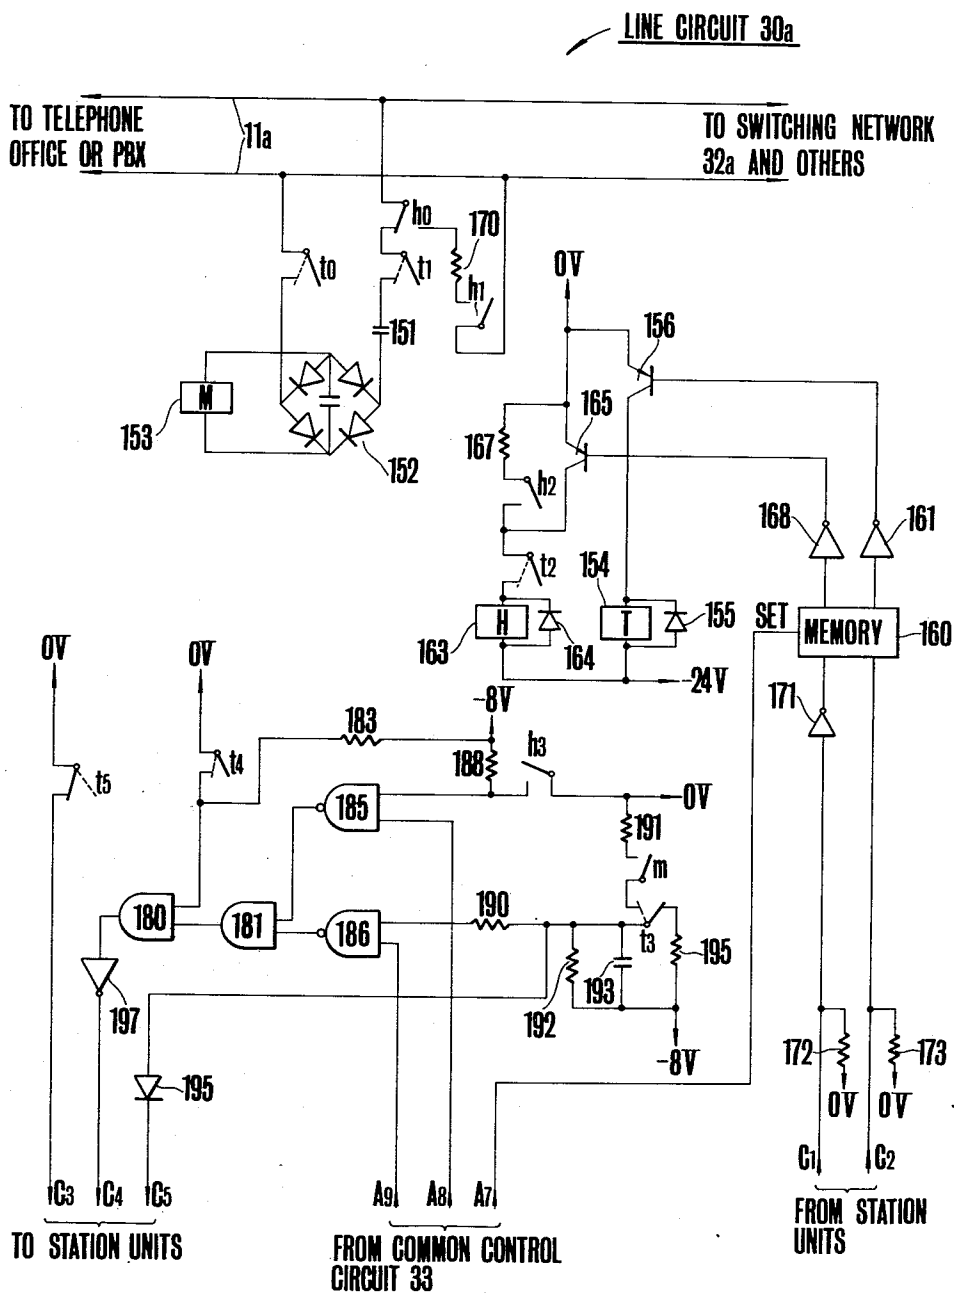 LINE CIRCUIT 30a
TO TELEPHONE
OFFICE OR PBX
11a
TO SWITCHING NETWORK
32a AND OTHERS
h0
170
t0
t1
h1
0V
151
156
M
153
165
152
167
h2
168
161
t2
154
H
T
155
SET
MEMORY
160
163
164
-24V
0V
0V
-8V
171
183
h3
t4
188
t5
185
0V
191
m
190
180
181
186
t3
195
197
192
193
-8V
172
173
195
0V
0V
C1
C2
C3
C4
C5
A9
A8
A7
FROM STATION
UNITS
TO STATION UNITS
FROM COMMON CONTROL
CIRCUIT 33